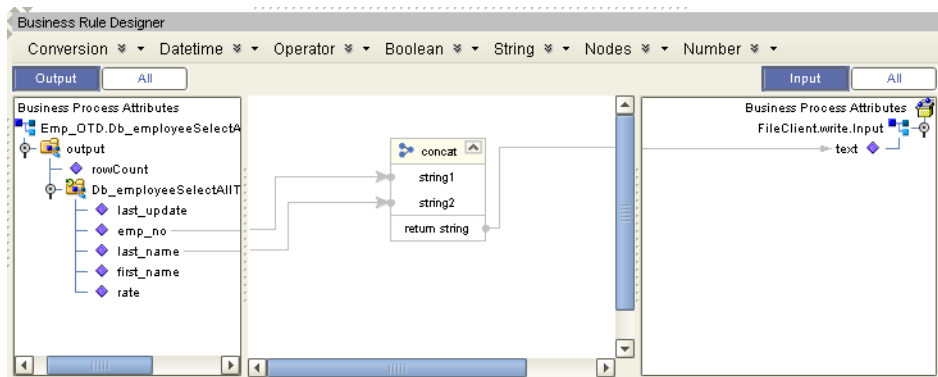 Business Rule Designer
Conversion Datetime Operator Boolean String Nodes Number
Output All Input All
Business Process Attributes
Emp_OTD.Db_employeeSelectA
output
rowCount
Db_employeeSelectAllT
last_update
emp_no
last_name
first_name
rate
concat
string1
string2
return string
Business Process Attributes
FileClient.write.Input
text